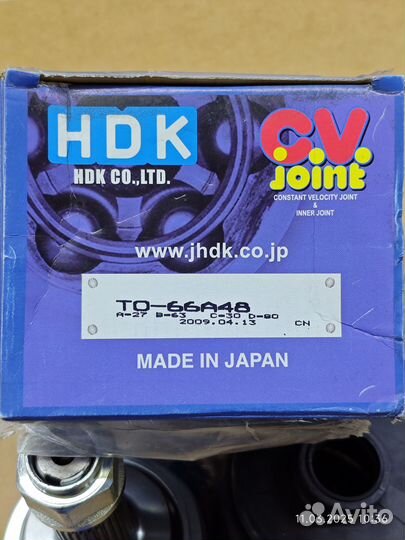 HDK
HDK CO.,LTD.
C.V.
Joint
CONSTANT VELOCITY JOINT
&
INNER JOINT
www.jhdk.co.jp
TO-66A48
A-27 B-63 C-30 D-80
2009.04.13 CN
MADE IN JAPAN
Avito
11.06.2025 10:36